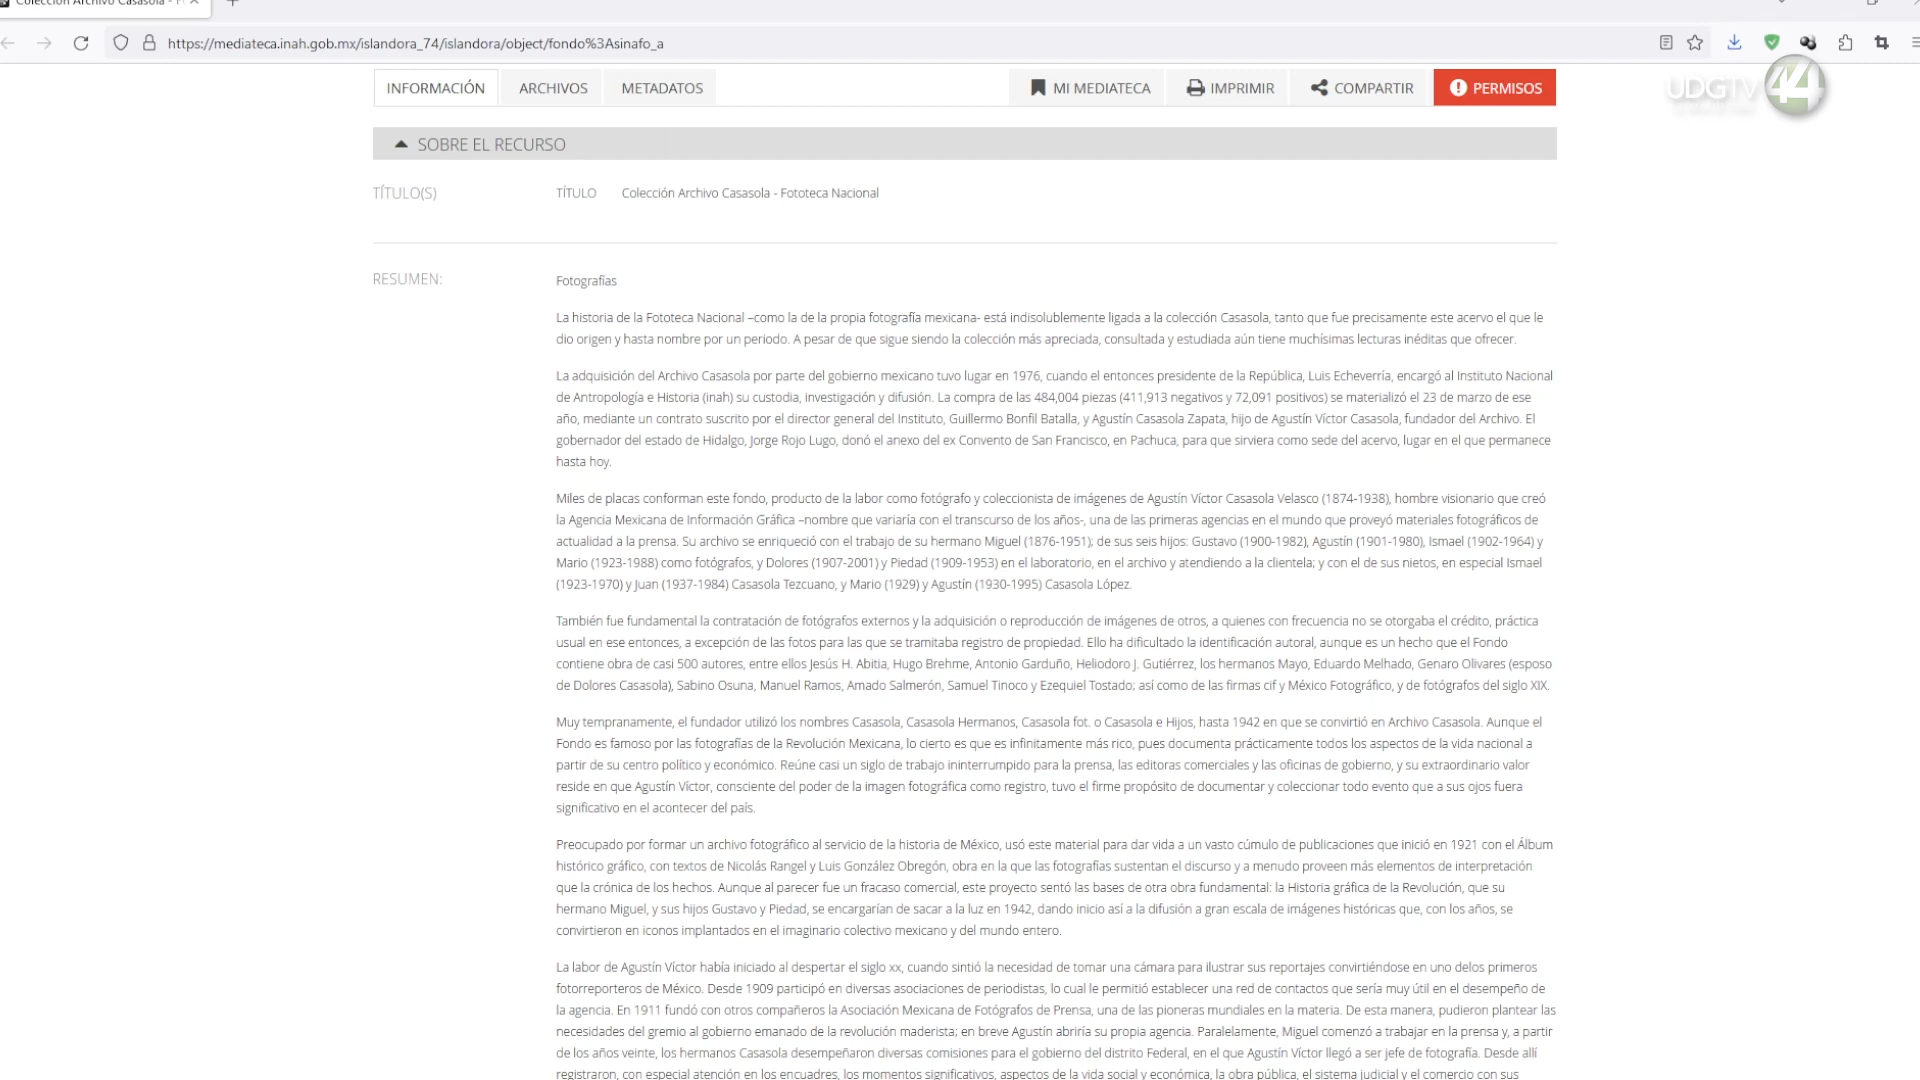 Colección Archivo Casasola - F
https://mediateca.inah.gob.mx/islandora_74/islandora/object/fondo%3Asinafo_a
INFORMACIÓN ARCHIVOS METADATOS MI MEDIATECA IMPRIMIR COMPARTIR PERMISOS
UDGTV 44
SOBRE EL RECURSO
TÍTULO(S) TÍTULO Colección Archivo Casasola - Fototeca Nacional
RESUMEN: Fotografías
La historia de la Fototeca Nacional –como la de la propia fotografía mexicana- está indisolublemente ligada a la colección Casasola, tanto que fue precisamente este acervo el que le
dio origen y hasta nombre por un periodo. A pesar de que sigue siendo la colección más apreciada, consultada y estudiada aún tiene muchísimas lecturas inéditas que ofrecer.
La adquisición del Archivo Casasola por parte del gobierno mexicano tuvo lugar en 1976, cuando el entonces presidente de la República, Luis Echeverría, encargó al Instituto Nacional
de Antropología e Historia (inah) su custodia, investigación y difusión. La compra de las 484,004 piezas (411,913 negativos y 72,091 positivos) se materializó el 23 de marzo de ese
año, mediante un contrato suscrito por el director general del Instituto, Guillermo Bonfil Batalla, y Agustín Casasola Zapata, hijo de Agustín Víctor Casasola, fundador del Archivo. El
gobernador del estado de Hidalgo, Jorge Rojo Lugo, donó el anexo del ex Convento de San Francisco, en Pachuca, para que sirviera como sede del acervo, lugar en el que permanece
hasta hoy.
Miles de placas conforman este fondo, producto de la labor como fotógrafo y coleccionista de imágenes de Agustín Víctor Casasola Velasco (1874-1938), hombre visionario que creó
la Agencia Mexicana de Información Gráfica –nombre que variaría con el transcurso de los años-, una de las primeras agencias en el mundo que proveyó materiales fotográficos de
actualidad a la prensa. Su archivo se enriqueció con el trabajo de su hermano Miguel (1876-1951); de sus seis hijos: Gustavo (1900-1982), Agustín (1901-1980), Ismael (1902-1964) y
Mario (1923-1988) como fotógrafos, y Dolores (1907-2001) y Piedad (1909-1953) en el laboratorio, en el archivo y atendiendo a la clientela; y con el de sus nietos, en especial Ismael
(1923-1970) y Juan (1937-1984) Casasola Tezcuano, y Mario (1929) y Agustín (1930-1995) Casasola López.
También fue fundamental la contratación de fotógrafos externos y la adquisición o reproducción de imágenes de otros, a quienes con frecuencia no se otorgaba el crédito, práctica
usual en ese entonces, a excepción de las fotos para las que se tramitaba registro de propiedad. Ello ha dificultado la identificación autoral, aunque es un hecho que el Fondo
contiene obra de casi 500 autores, entre ellos Jesús H. Abitia, Hugo Brehme, Antonio Garduño, Heliodoro J. Gutiérrez, los hermanos Mayo, Eduardo Melhado, Genaro Olivares (esposo
de Dolores Casasola), Sabino Osuna, Manuel Ramos, Amado Salmerón, Samuel Tinoco y Ezequiel Tostado; así como de las firmas cif y México Fotográfico, y de fotógrafos del siglo XIX.
Muy tempranamente, el fundador utilizó los nombres Casasola, Casasola Hermanos, Casasola fot. o Casasola e Hijos, hasta 1942 en que se convirtió en Archivo Casasola. Aunque el
Fondo es famoso por las fotografías de la Revolución Mexicana, lo cierto es que es infinitamente más rico, pues documenta prácticamente todos los aspectos de la vida nacional a
partir de su centro político y económico. Reúne casi un siglo de trabajo ininterrumpido para la prensa, las editoras comerciales y las oficinas de gobierno, y su extraordinario valor
reside en que Agustín Víctor, consciente del poder de la imagen fotográfica como registro, tuvo el firme propósito de documentar y coleccionar todo evento que a sus ojos fuera
significativo en el acontecer del país.
Preocupado por formar un archivo fotográfico al servicio de la historia de México, usó este material para dar vida a un vasto cúmulo de publicaciones que inició en 1921 con el Álbum
histórico gráfico, con textos de Nicolás Rangel y Luis González Obregón, obra en la que las fotografías sustentan el discurso y a menudo proveen más elementos de interpretación
que la crónica de los hechos. Aunque al parecer fue un fracaso comercial, este proyecto sentó las bases de otra obra fundamental: la Historia gráfica de la Revolución, que su
hermano Miguel, y sus hijos Gustavo y Piedad, se encargarían de sacar a la luz en 1942, dando inicio así a la difusión a gran escala de imágenes históricas que, con los años, se
convirtieron en iconos implantados en el imaginario colectivo mexicano y del mundo entero.
La labor de Agustín Víctor había iniciado al despertar el siglo xx, cuando sintió la necesidad de tomar una cámara para ilustrar sus reportajes convirtiéndose en uno delos primeros
fotorreporteros de México. Desde 1909 participó en diversas asociaciones de periodistas, lo cual le permitió establecer una red de contactos que sería muy útil en el desempeño de
la agencia. En 1911 fundó con otros compañeros la Asociación Mexicana de Fotógrafos de Prensa, una de las pioneras mundiales en la materia. De esta manera, pudieron plantear las
necesidades del gremio al gobierno emanado de la revolución maderista; en breve Agustín abriría su propia agencia. Paralelamente, Miguel comenzó a trabajar en la prensa y, a partir
de los años veinte, los hermanos Casasola desempeñaron diversas comisiones para el gobierno del distrito Federal, en el que Agustín Víctor llegó a ser jefe de fotografía. Desde allí
registraron, con especial atención en los encuadres, los momentos significativos, aspectos de la vida social y económica, la obra pública, el sistema judicial y el comercio con sus